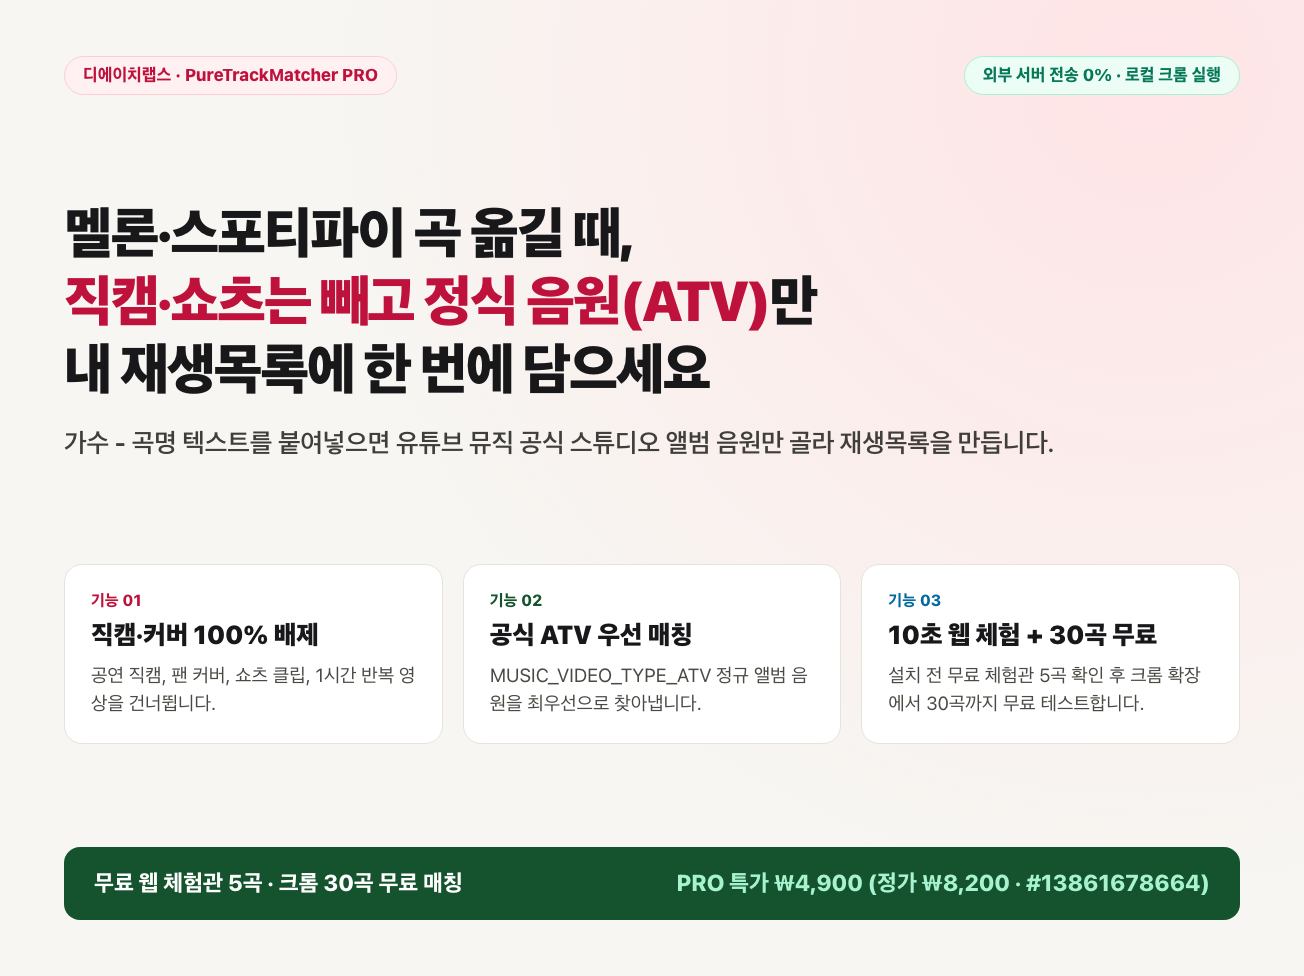 디에이치랩스 · PureTrackMatcher PRO
외부 서버 전송 0% · 로컬 크롬 실행
멜론·스포티파이 곡 옮길 때,
직캠·쇼츠는 빼고 정식 음원(ATV)만
내 재생목록에 한 번에 담으세요
가수 - 곡명 텍스트를 붙여넣으면 유튜브 뮤직 공식 스튜디오 앨범 음원만 골라 재생목록을 만듭니다.
기능 01
직캠·커버 100% 배제
공연 직캠, 팬 커버, 쇼츠 클립, 1시간 반복 영
상을 건너뜁니다.
기능 02
공식 ATV 우선 매칭
MUSIC_VIDEO_TYPE_ATV 정규 앨범 음
원을 최우선으로 찾아냅니다.
기능 03
10초 웹 체험 + 30곡 무료
설치 전 무료 체험관 5곡 확인 후 크롬 확장
에서 30곡까지 무료 테스트합니다.
무료 웹 체험관 5곡 · 크롬 30곡 무료 매칭
PRO 특가 ₩4,900 (정가 ₩8,200 · #13861678664)